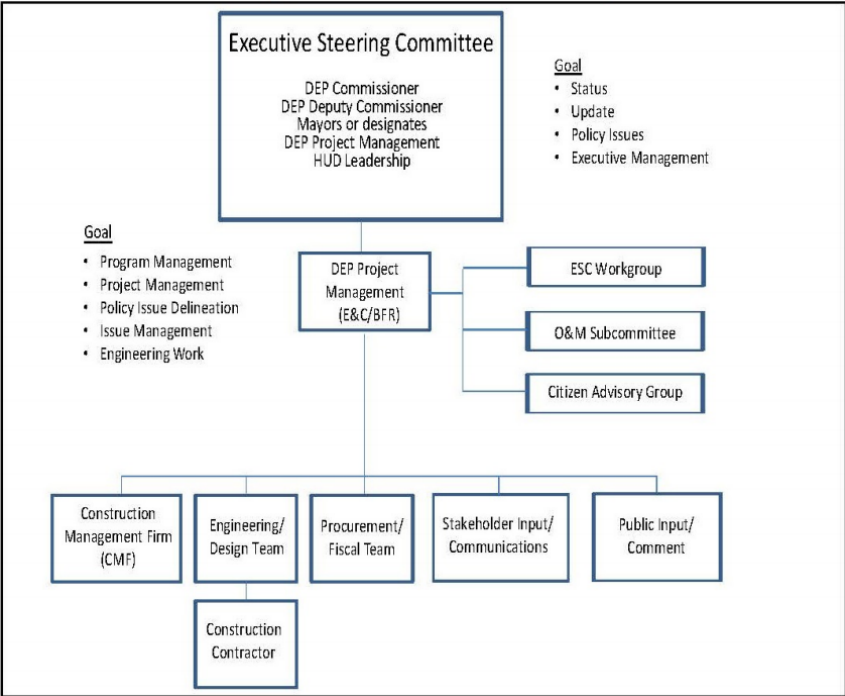 Executive Steering Committee
DEP Commissioner
DEP Deputy Commissioner
Mayors or designates
DEP Project Management
HUD Leadership
Goal
• Status
• Update
• Policy Issues
• Executive Management
Goal
• Program Management
• Project Management
• Policy Issue Delineation
• Issue Management
• Engineering Work
DEP Project
Management
(E&C/BFR)
ESC Workgroup
O&M Subcommittee
Citizen Advisory Group
Construction
Management Firm
(CMF)
Engineering/
Design Team
Procurement/
Fiscal Team
Stakeholder Input/
Communications
Public Input/
Comment
Construction
Contractor